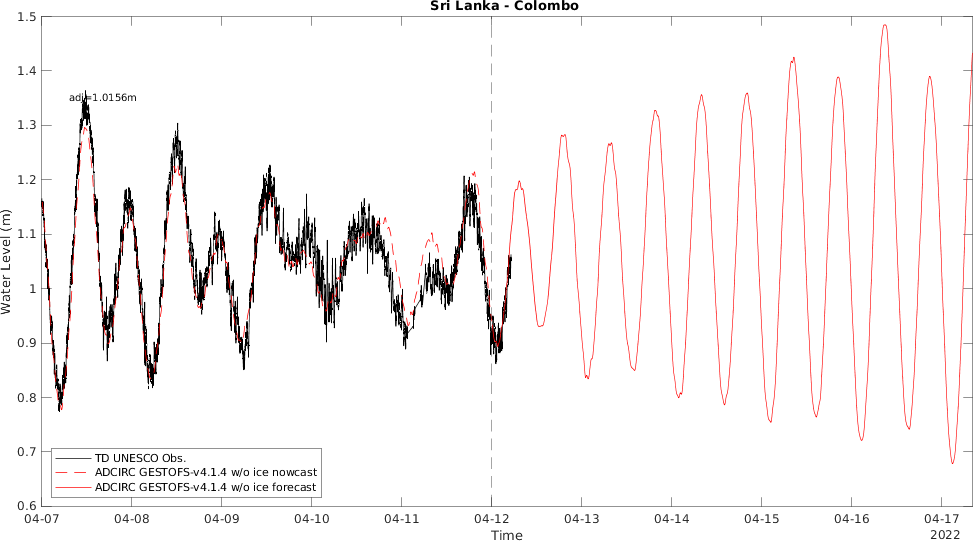 Sri Lanka - Colombo
1.5
1.4
adj=1.0156m
1.3
1.2
1.1
1
0.9
0.8
0.7
0.6
Water Level (m)
TD UNESCO Obs.
ADCIRC GESTOFS-v4.1.4 w/o ice nowcast
ADCIRC GESTOFS-v4.1.4 w/o ice forecast
04-07 04-08 04-09 04-10 04-11 04-12 04-13 04-14 04-15 04-16 04-17
Time
2022